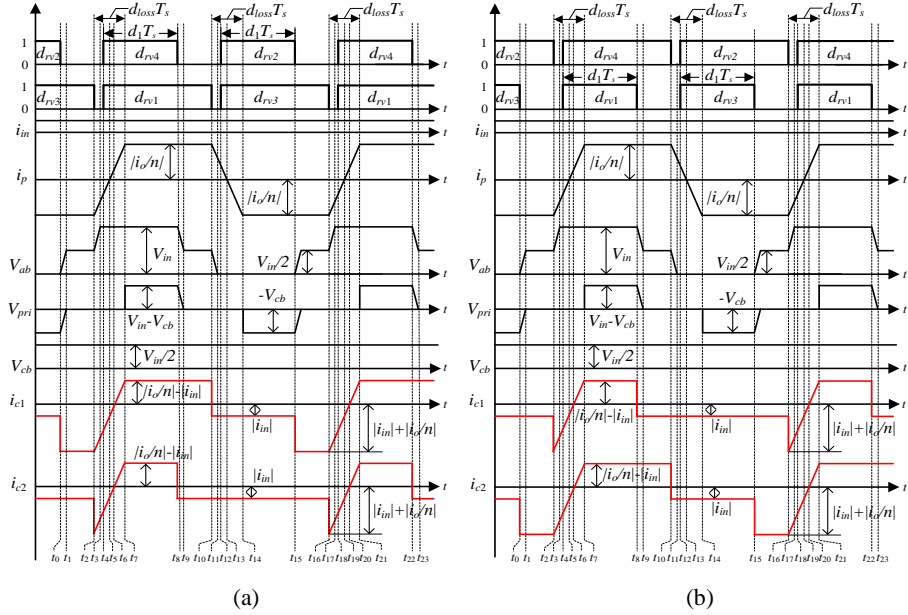 d_loss T_s d_loss T_s d_loss T_s
d_1 T_s d_1 T_s
1
0
d_rv2 d_rv4 d_rv2 d_rv4 t
1
0
d_rv3 d_rv1 d_rv3 d_rv1 t
i_in t
|i_o/n|
i_p t
|i_o/n|
V_in V_in/2
V_ab t
-V_cb
V_pri t
V_in-V_cb
V_in/2
V_cb t
i_c1 |i_o/n|-|i_in| t
|i_in| |i_in|+|i_o/n|
|i_o/n|-|i_in| |i_in|
i_c2 t
|i_in|+|i_o/n|
t_0 t_1 t_2 t_3 t_4 t_5 t_6 t_7 t_8 t_9 t_10 t_11 t_12 t_13 t_14 t_15 t_16 t_17 t_18 t_19 t_20 t_21 t_22 t_23
(a)
d_loss T_s d_loss T_s d_loss T_s
1
0
d_rv2 d_rv4 d_rv2 d_rv4 t
d_1 T_s d_1 T_s
1
0
d_rv3 d_rv1 d_rv3 d_rv1 t
i_in t
|i_o/n|
i_p t
|i_o/n|
V_in V_in/2
V_ab t
-V_cb
V_pri t
V_in-V_cb
V_in/2
V_cb t
i_c1 t
|i_o/n|-|i_in| |i_in| |i_in|+|i_o/n|
i_c2 |i_o/n|-|i_in| t
|i_in| |i_in|+|i_o/n|
t_0 t_1 t_2 t_3 t_4 t_5 t_6 t_7 t_8 t_9 t_10 t_11 t_12 t_13 t_14 t_15 t_16 t_17 t_18 t_19 t_20 t_21 t_22 t_23
(b)